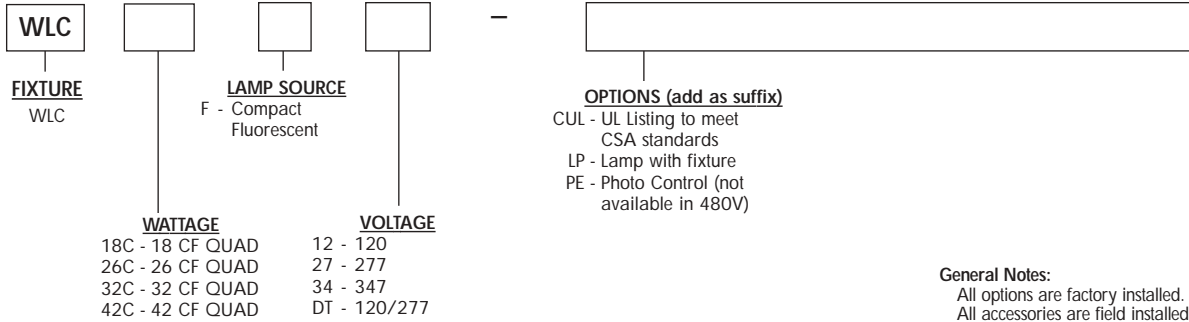 WLC
–
FIXTURE
WLC
LAMP SOURCE
F - Compact
Fluorescent
OPTIONS (add as suffix)
CUL - UL Listing to meet
CSA standards
LP - Lamp with fixture
PE - Photo Control (not
available in 480V)
WATTAGE
18C - 18 CF QUAD
26C - 26 CF QUAD
32C - 32 CF QUAD
42C - 42 CF QUAD
VOLTAGE
12 - 120
27 - 277
34 - 347
DT - 120/277
General Notes:
All options are factory installed.
All accessories are field installed